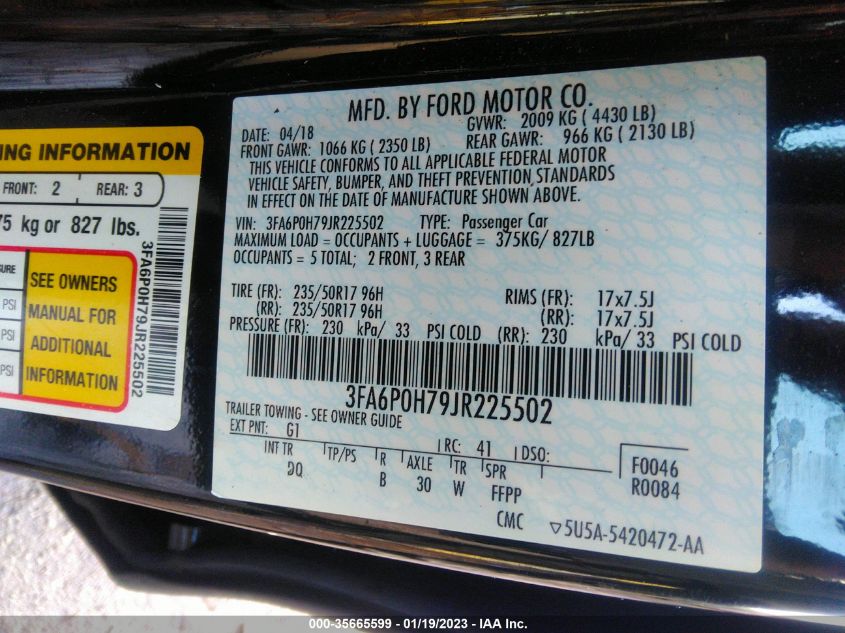 NG INFORMATION
FRONT: 2 REAR: 3
75 kg or 827 lbs.
SURE
PSI
PSI
PSI
SEE OWNERS
MANUAL FOR
ADDITIONAL
INFORMATION
3FA6P0H79JR225502
MFD. BY FORD MOTOR CO.
DATE: 04/18 GVWR: 2009 KG ( 4430 LB)
FRONT GAWR: 1066 KG ( 2350 LB) REAR GAWR: 966 KG ( 2130 LB)
THIS VEHICLE CONFORMS TO ALL APPLICABLE FEDERAL MOTOR
VEHICLE SAFETY, BUMPER, AND THEFT PREVENTION STANDARDS
IN EFFECT ON THE DATE OF MANUFACTURE SHOWN ABOVE.
VIN: 3FA6P0H79JR225502 TYPE: Passenger Car
MAXIMUM LOAD = OCCUPANTS + LUGGAGE = 375KG/ 827LB
OCCUPANTS = 5 TOTAL; 2 FRONT, 3 REAR
TIRE (FR): 235/50R17 96H RIMS (FR): 17x7.5J
(RR): 235/50R17 96H (RR): 17x7.5J
PRESSURE (FR): 230 kPa/ 33 PSI COLD (RR): 230 kPa/ 33 PSI COLD
3FA6P0H79JR225502
TRAILER TOWING - SEE OWNER GUIDE
EXT PNT: G1 RC: 41 DSO:
INT TR TP/PS R AXLE TR SPR F0046
DQ B 30 W FFPP R0084
CMC ▽5U5A-5420472-AA
000-35665599 - 01/19/2023 - IAA Inc.